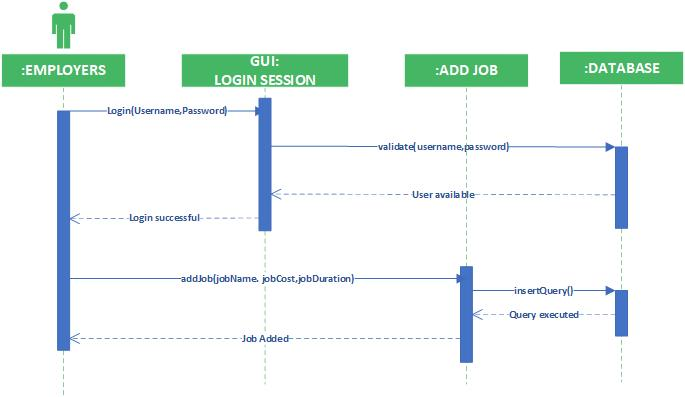 :EMPLOYERS
GUI:
LOGIN SESSION
:ADD JOB
:DATABASE
Login(Username,Password)
validate(username,password)
User available
Login successful
addJob(jobName. jobCost,jobDuration)
insertQuery()
Query executed
Job Added